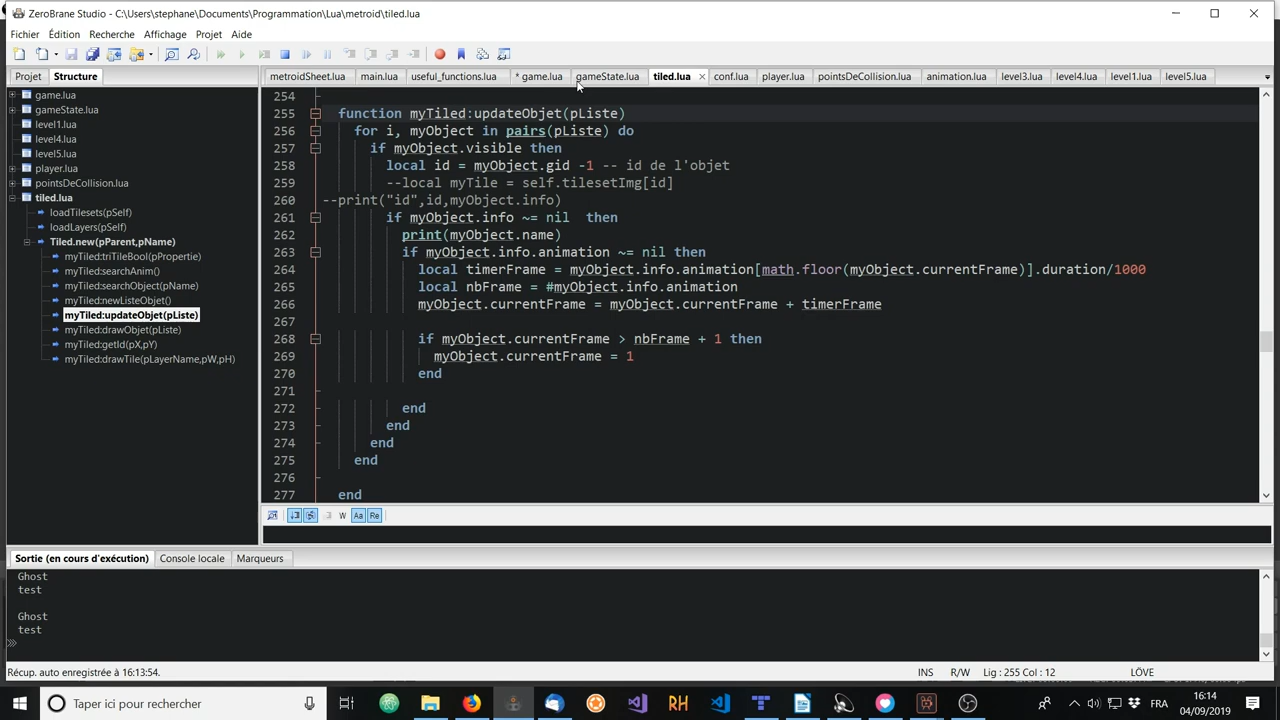 ZeroBrane Studio - C:\Users\stephane\Documents\Programmation\Lua\metroid\tiled.lua
Fichier Édition Recherche Affichage Projet Aide
Projet Structure
metroidSheet.lua main.lua useful_functions.lua * game.lua gameState.lua tiled.lua conf.lua player.lua pointsDeCollision.lua animation.lua level3.lua level4.lua level1.lua level5.lua
game.lua
gameState.lua
level1.lua
level4.lua
level5.lua
player.lua
pointsDeCollision.lua
tiled.lua
loadTilesets(pSelf)
loadLayers(pSelf)
Tiled.new(pParent,pName)
myTiled:triTileBool(pPropertie)
myTiled:searchAnim()
myTiled:searchObject(pName)
myTiled:newListeObjet()
myTiled:updateObjet(pListe)
myTiled:drawObjet(pListe)
myTiled:getId(pX,pY)
myTiled:drawTile(pLayerName,pW,pH)
254
255 function myTiled:updateObjet(pListe)
256 for i, myObject in pairs(pListe) do
257 if myObject.visible then
258 local id = myObject.gid -1 -- id de l'objet
259 --local myTile = self.tilesetImg[id]
260 --print("id",id,myObject.info)
261 if myObject.info ~= nil then
262 print(myObject.name)
263 if myObject.info.animation ~= nil then
264 local timerFrame = myObject.info.animation[math.floor(myObject.currentFrame)].duration/1000
265 local nbFrame = #myObject.info.animation
266 myObject.currentFrame = myObject.currentFrame + timerFrame
267
268 if myObject.currentFrame > nbFrame + 1 then
269 myObject.currentFrame = 1
270 end
271
272 end
273 end
274 end
275 end
276
277 end
W Aa Re
Sortie (en cours d'exécution) Console locale Marqueurs
Ghost
test
Ghost
test
Récup. auto enregistrée à 16:13:54. INS R/W Lig : 255 Col : 12 LÖVE
Taper ici pour rechercher RH FR 16:14
04/09/2019